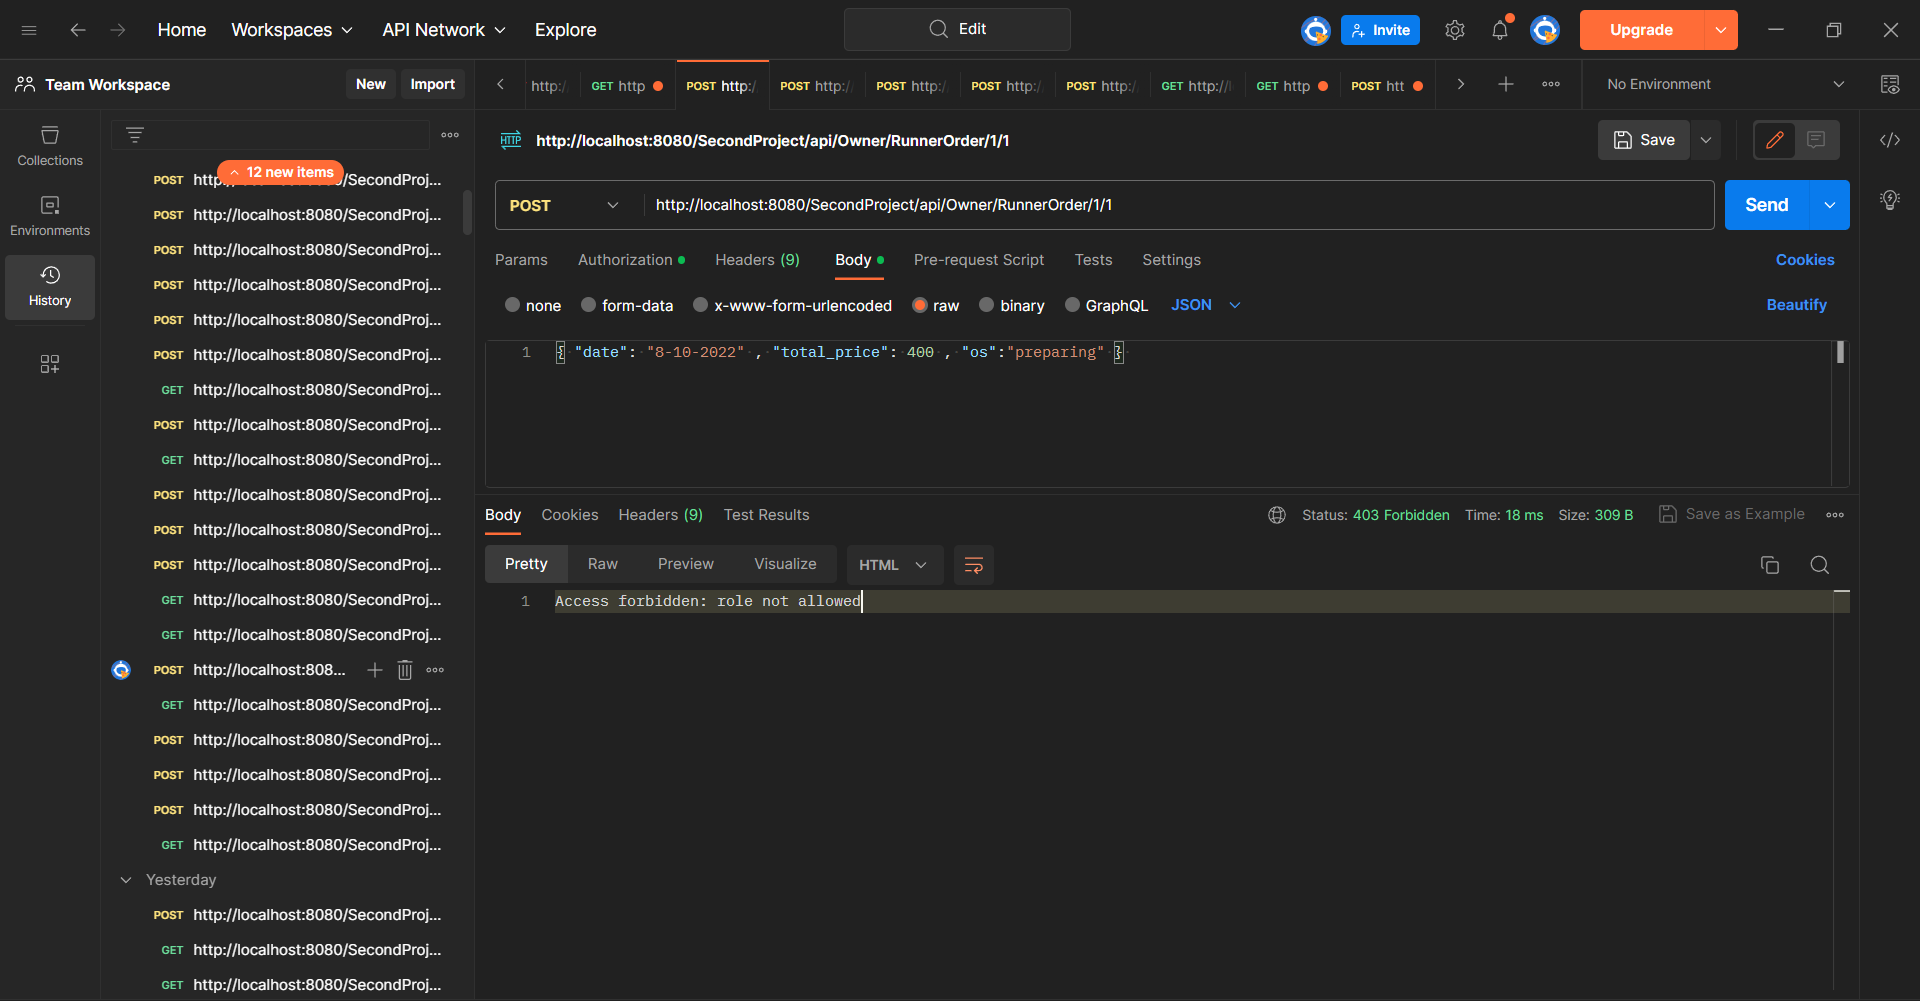 Home Workspaces API Network Explore Edit Invite Upgrade
Team Workspace New Import
http:/ GET http POST http:/ POST http:/ POST http:/ POST http:/ POST http:/ GET http:// GET http POST htt No Environment
Collections
Environments
History
12 new items
POST http /SecondProj...
POST http://localhost:8080/SecondProj...
POST http://localhost:8080/SecondProj...
POST http://localhost:8080/SecondProj...
POST http://localhost:8080/SecondProj...
POST http://localhost:8080/SecondProj...
GET http://localhost:8080/SecondProj...
POST http://localhost:8080/SecondProj...
GET http://localhost:8080/SecondProj...
POST http://localhost:8080/SecondProj...
POST http://localhost:8080/SecondProj...
POST http://localhost:8080/SecondProj...
GET http://localhost:8080/SecondProj...
GET http://localhost:8080/SecondProj...
POST http://localhost:808...
GET http://localhost:8080/SecondProj...
POST http://localhost:8080/SecondProj...
POST http://localhost:8080/SecondProj...
POST http://localhost:8080/SecondProj...
GET http://localhost:8080/SecondProj...
Yesterday
POST http://localhost:8080/SecondProj...
GET http://localhost:8080/SecondProj...
GET http://localhost:8080/SecondProj...
HTTP http://localhost:8080/SecondProject/api/Owner/RunnerOrder/1/1 Save
POST http://localhost:8080/SecondProject/api/Owner/RunnerOrder/1/1 Send
Params Authorization Headers (9) Body Pre-request Script Tests Settings Cookies
none form-data x-www-form-urlencoded raw binary GraphQL JSON Beautify
1 { "date": "8-10-2022" , "total_price": 400 , "os":"preparing" }
Body Cookies Headers (9) Test Results Status: 403 Forbidden Time: 18 ms Size: 309 B Save as Example
Pretty Raw Preview Visualize HTML
1 Access forbidden: role not allowed